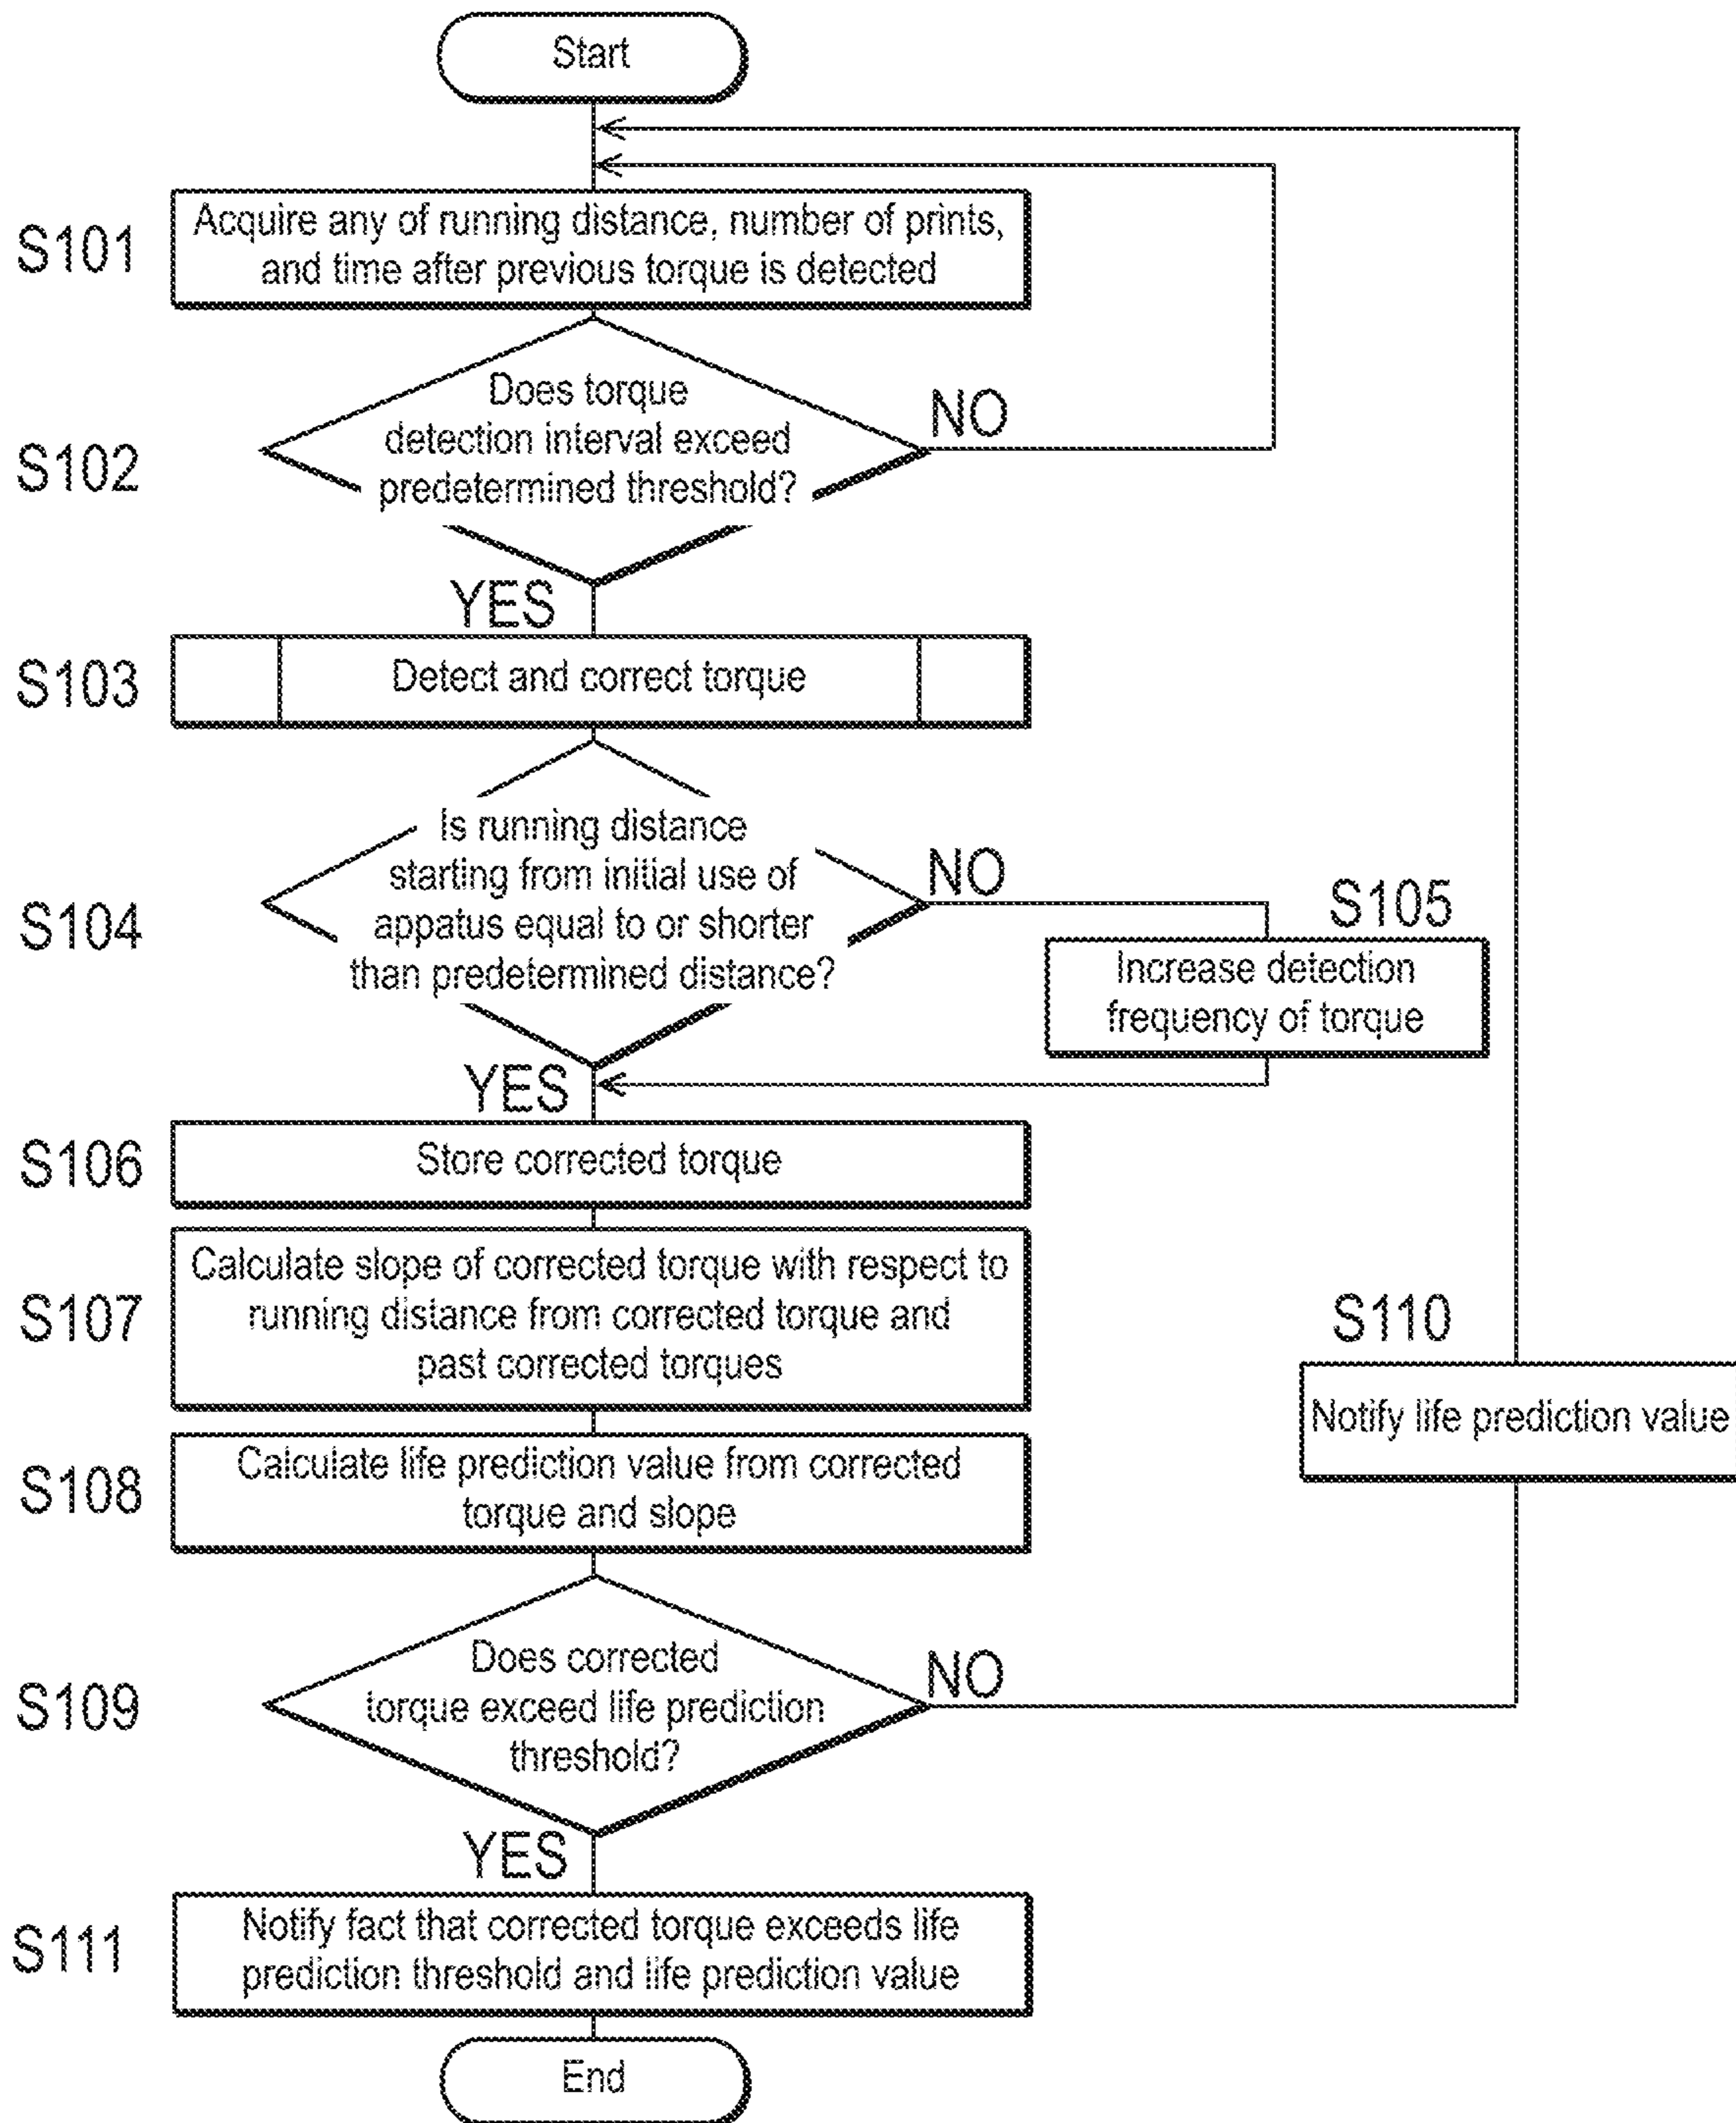 Start
S101
Acquire any of running distance, number of prints,
and time after previous torque is detected
S102
Does torque
detection interval exceed
predetermined threshold?
NO
YES
S103
Detect and correct torque
S104
Is running distance
starting from initial use of
appatus equal to or shorter
than predetermined distance?
NO
S105
Increase detection
frequency of torque
YES
S106
Store corrected torque
S107
Calculate slope of corrected torque with respect to
running distance from corrected torque and
past corrected torques
S108
Calculate life prediction value from corrected
torque and slope
S109
Does corrected
torque exceed life prediction
threshold?
NO
S110
Notify life prediction value
YES
S111
Notify fact that corrected torque exceeds life
prediction threshold and life prediction value
End